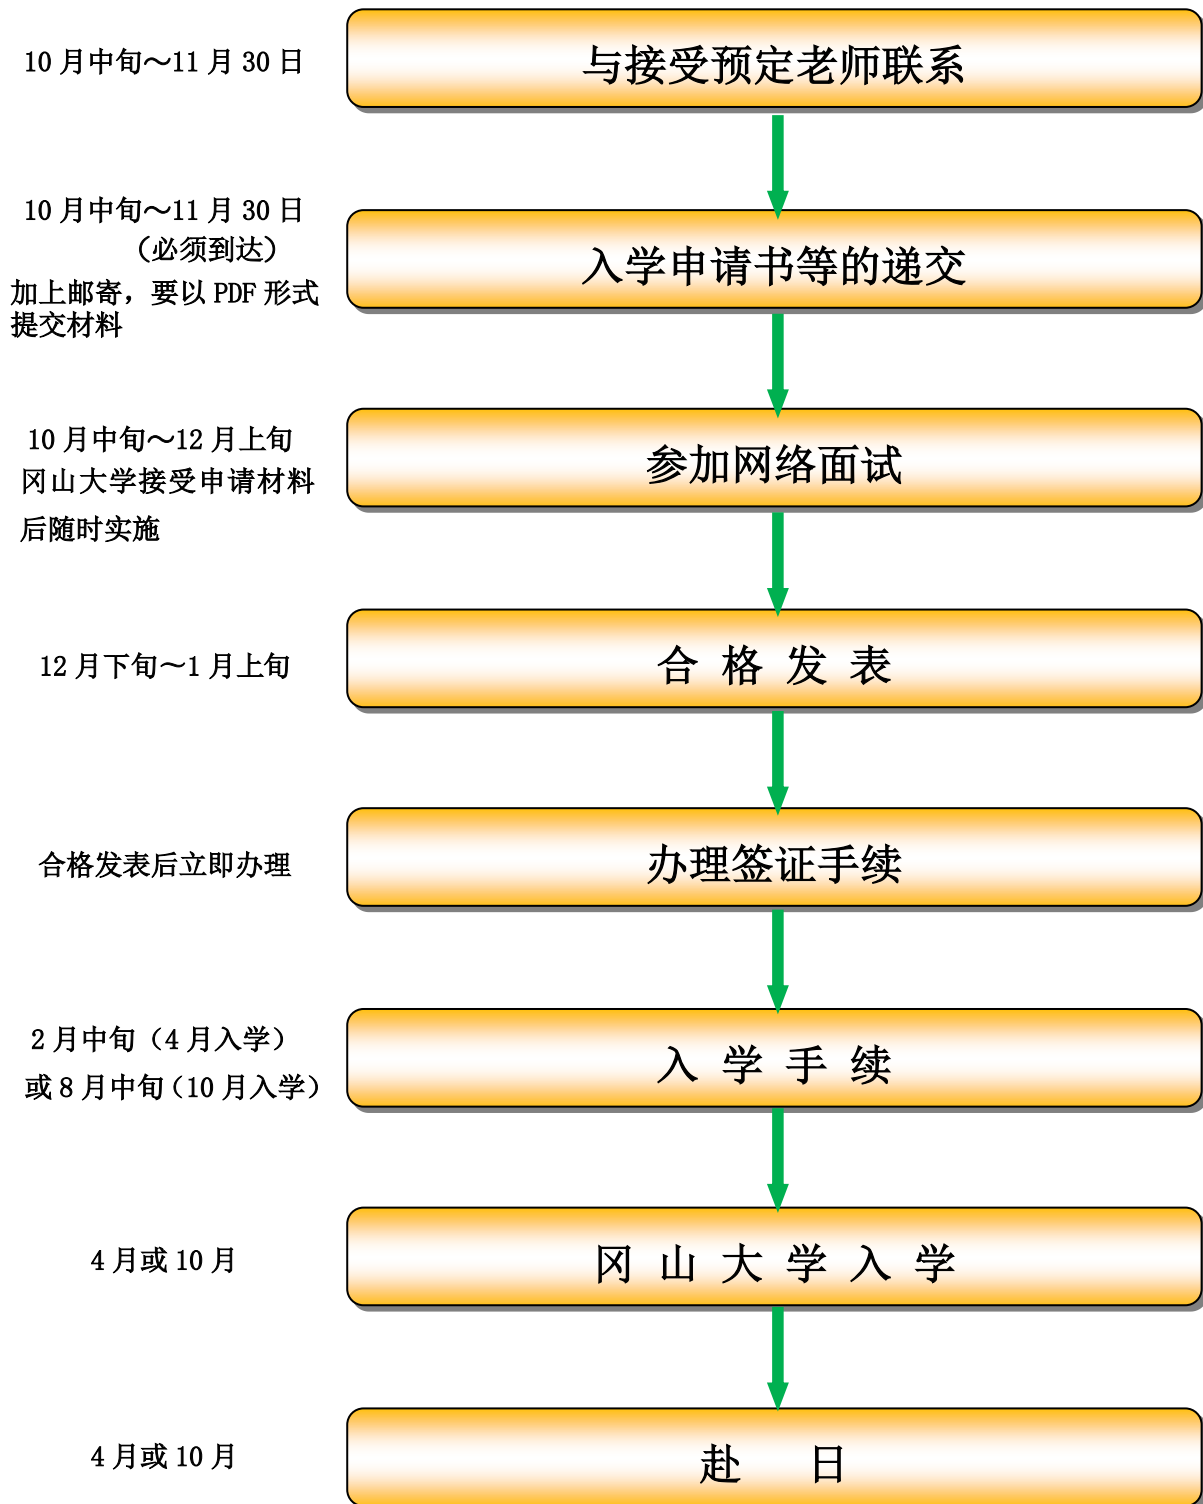 10月中旬～11月30日
与接受预定老师联系
10月中旬～11月30日
（必须到达）
加上邮寄，要以PDF形式
提交材料
入学申请书等的递交
10月中旬～12月上旬
冈山大学接受申请材料
后随时实施
参加网络面试
12月下旬～1月上旬
合格发表
合格发表后立即办理
办理签证手续
2月中旬（4月入学）
或8月中旬（10月入学）
入学手续
4月或10月
冈山大学入学
4月或10月
赴 日